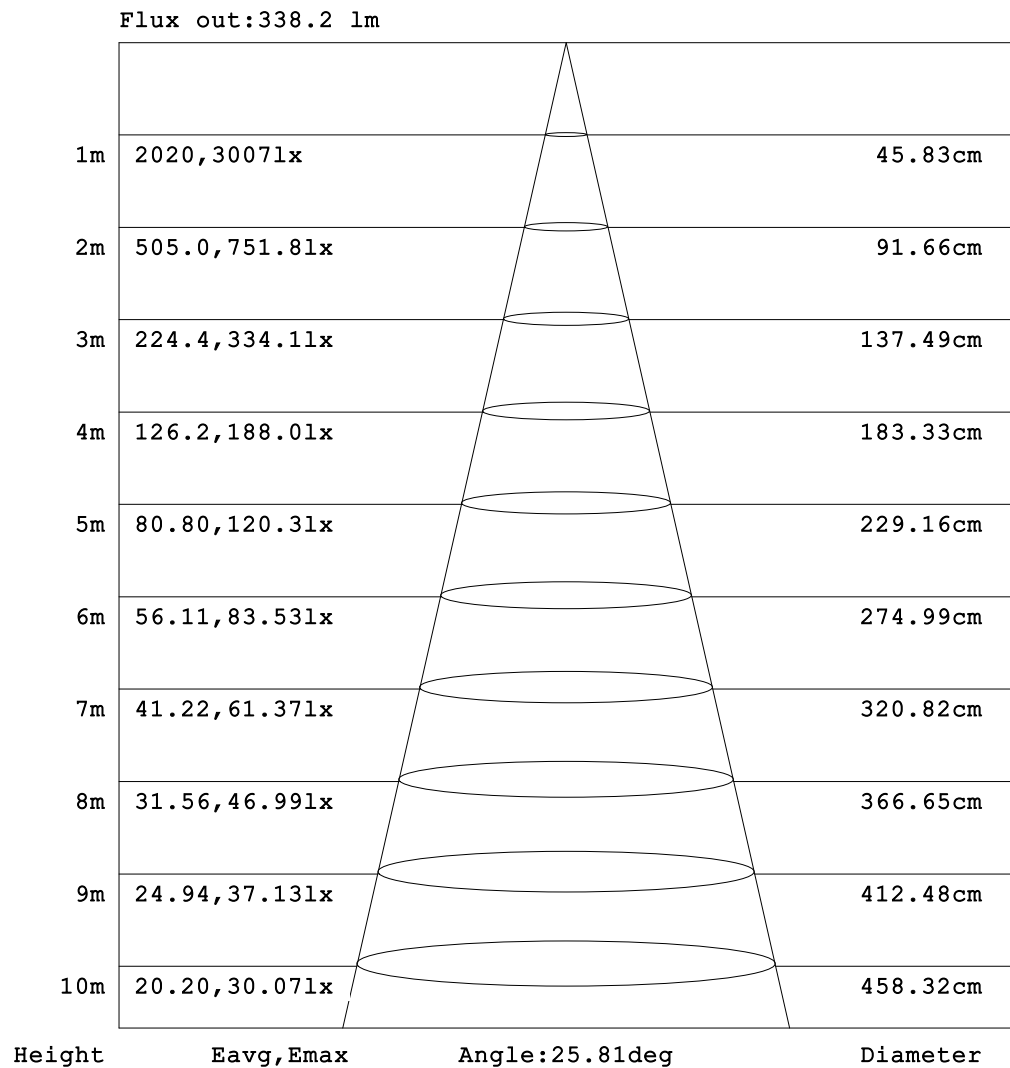 Flux out:338.2 lm
1m 2020,3007lx 45.83cm
2m 505.0,751.8lx 91.66cm
3m 224.4,334.1lx 137.49cm
4m 126.2,188.0lx 183.33cm
5m 80.80,120.3lx 229.16cm
6m 56.11,83.53lx 274.99cm
7m 41.22,61.37lx 320.82cm
8m 31.56,46.99lx 366.65cm
9m 24.94,37.13lx 412.48cm
10m 20.20,30.07lx 458.32cm
Height Eavg,Emax Angle:25.81deg Diameter